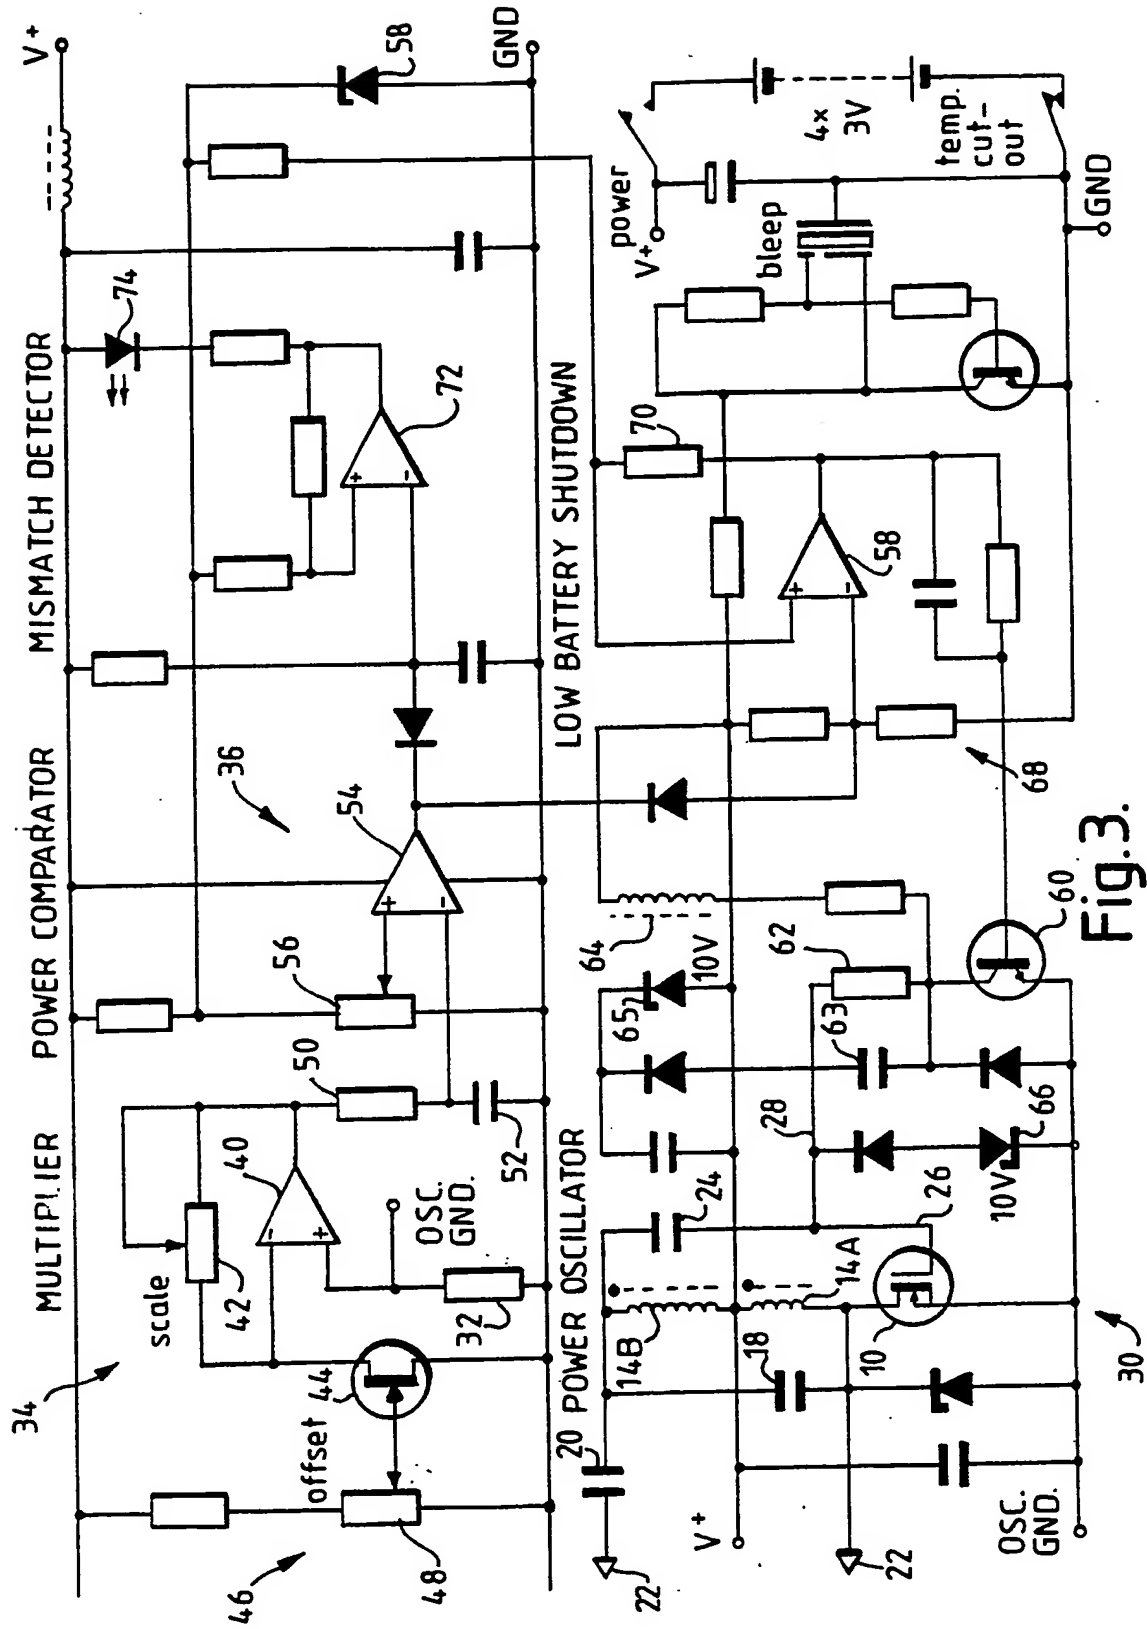 MULTIPLIER
POWER COMPARATOR
MISMATCH DETECTOR
V+
34
scale
42
40
50
56
54
36
74
72
58
GND
46
48
offset
44
32
OSC.
GND.
52
POWER OSCILLATOR
LOW BATTERY SHUTDOWN
20
22
14B
24
28
65
64
10V
62
63
68
58
70
bleep
power
V+
4x
3V
temp.
cut-
out
GND
V+
18
14A
26
10
10V
66
60
22
OSC.
GND.
30
Fig.3.